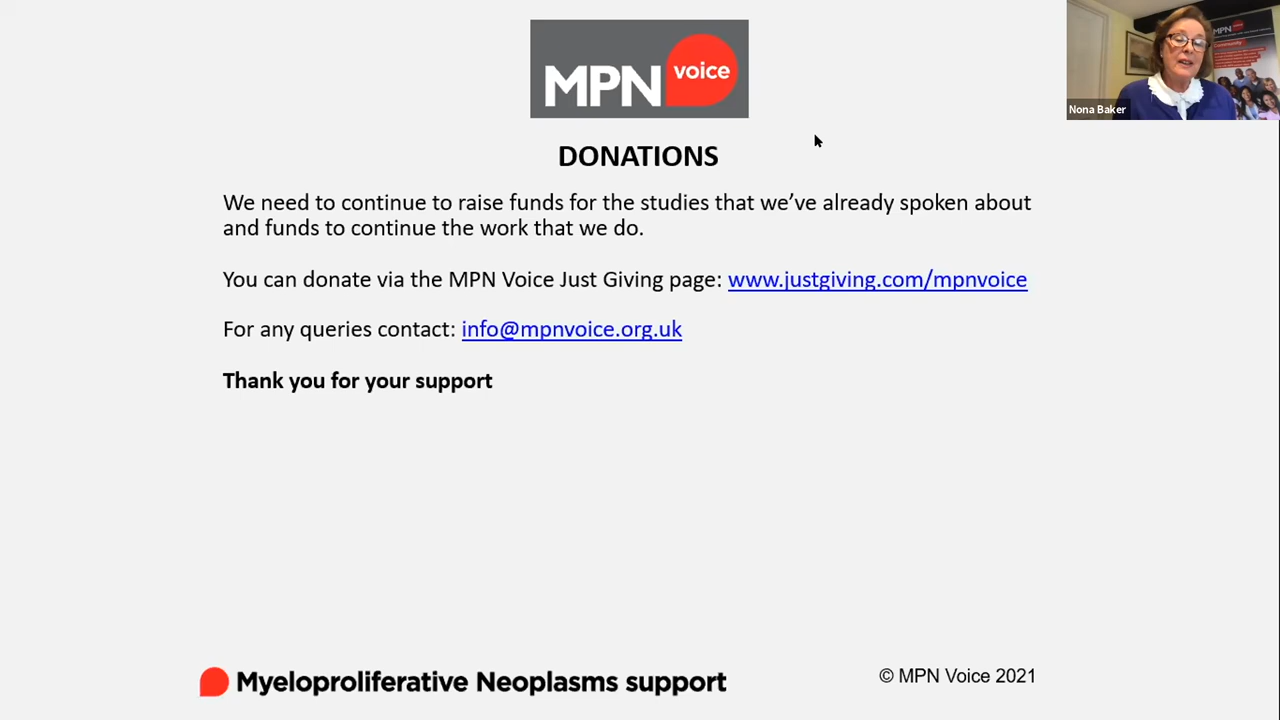 MPN voice
DONATIONS
We need to continue to raise funds for the studies that we've already spoken about
and funds to continue the work that we do.
You can donate via the MPN Voice Just Giving page: www.justgiving.com/mpnvoice
For any queries contact: info@mpnvoice.org.uk
Thank you for your support
Myeloproliferative Neoplasms support
© MPN Voice 2021
MPN voice
Community
Nona Baker